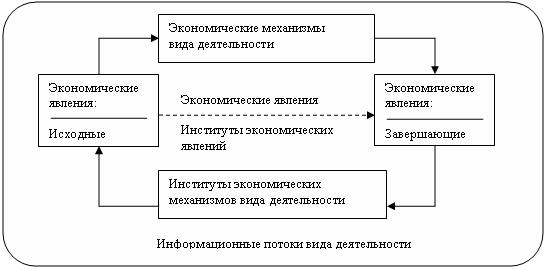 Экономические механизмы
вида деятельности
Экономические
явления:
Исходные
Экономические явления
Институты экономических
явлений
Экономические
явления:
Завершающие
Институты экономических
механизмов вида деятельности
Информационные потоки вида деятельности